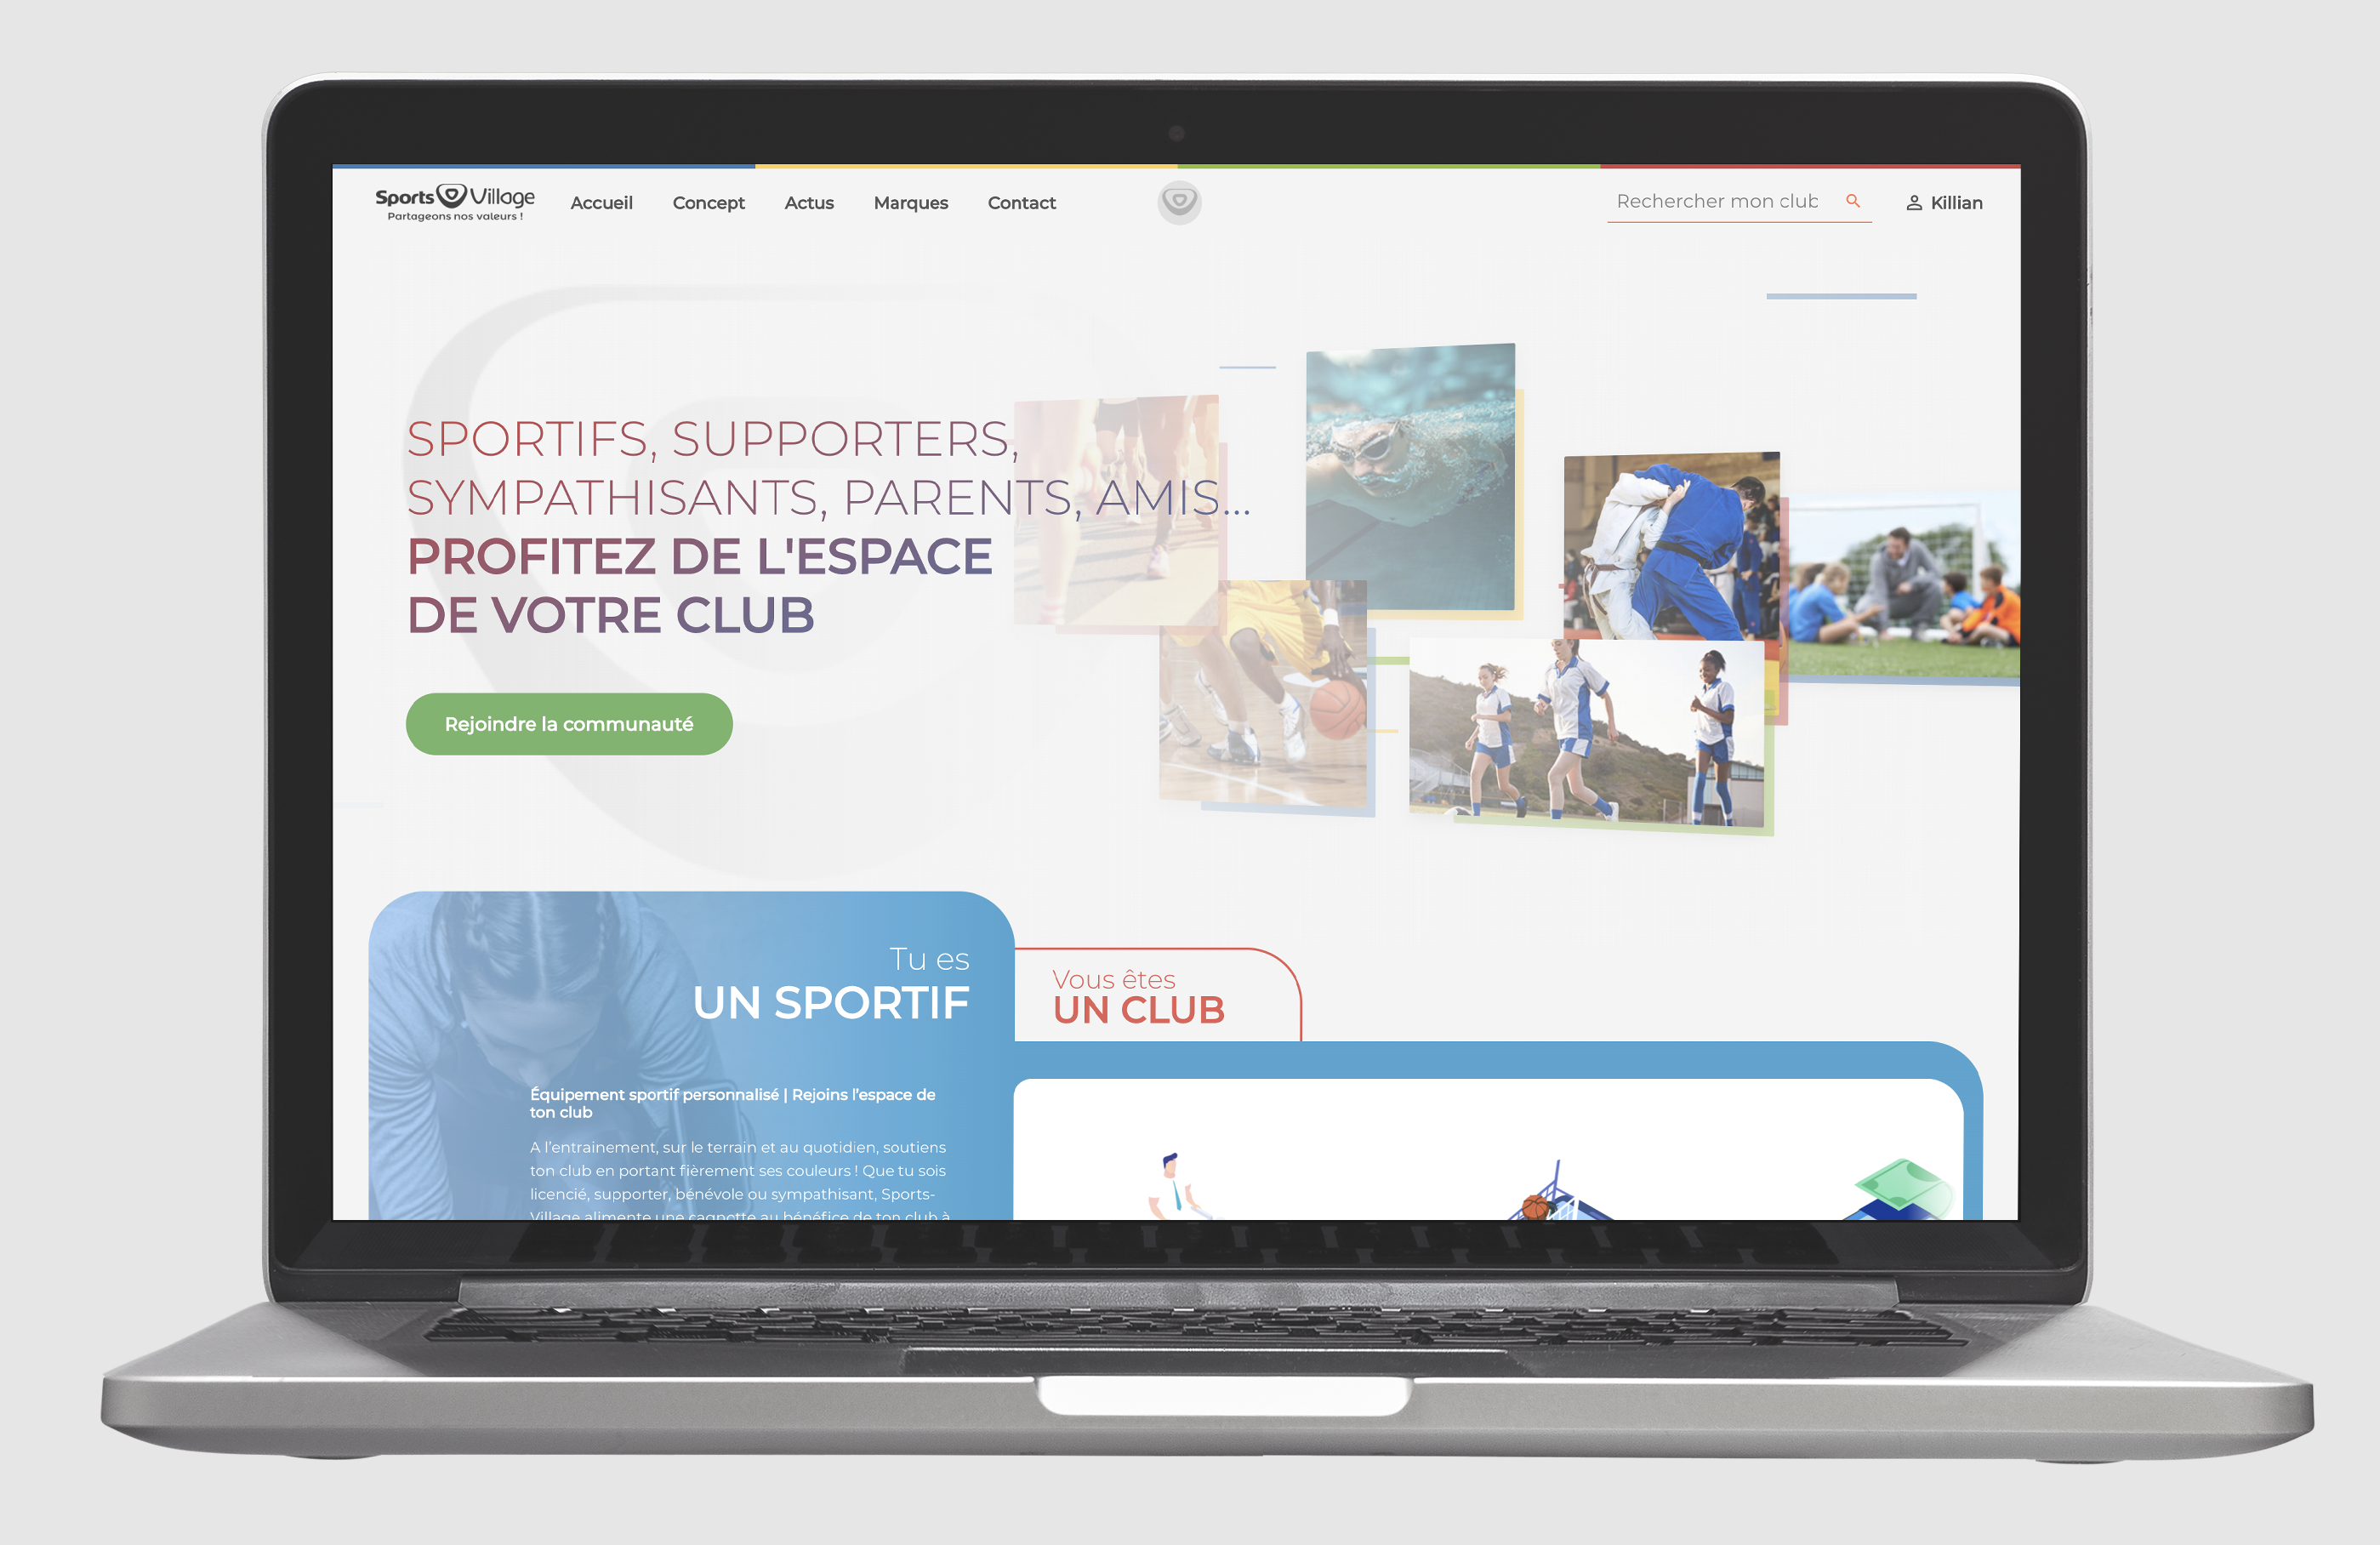 Sports Village
Partageons nos valeurs !
Accueil
Concept
Actus
Marques
Contact
Rechercher mon club
Killian
SPORTIFS, SUPPORTERS,
SYMPATHISANTS, PARENTS, AMIS...
PROFITEZ DE L'ESPACE
DE VOTRE CLUB
Rejoindre la communauté
Tu es
UN SPORTIF
Vous êtes
UN CLUB
Équipement sportif personnalisé | Rejoins l’espace de
ton club
A l’entrainement, sur le terrain et au quotidien, soutiens
ton club en portant fièrement ses couleurs ! Que tu sois
licencié, supporter, bénévole ou sympathisant, Sports-
Village alimente une cagnotte au bénéfice de ton club à